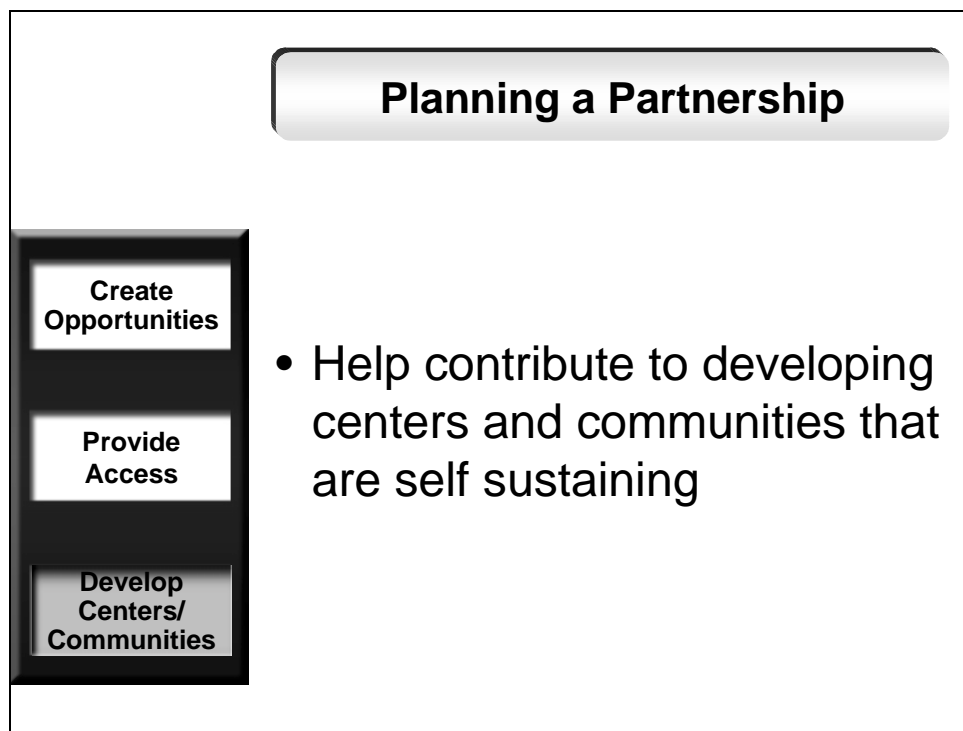 Planning a Partnership
Create
Opportunities
Provide
Access
Develop
Centers/
Communities
• Help contribute to developing
centers and communities that
are self sustaining